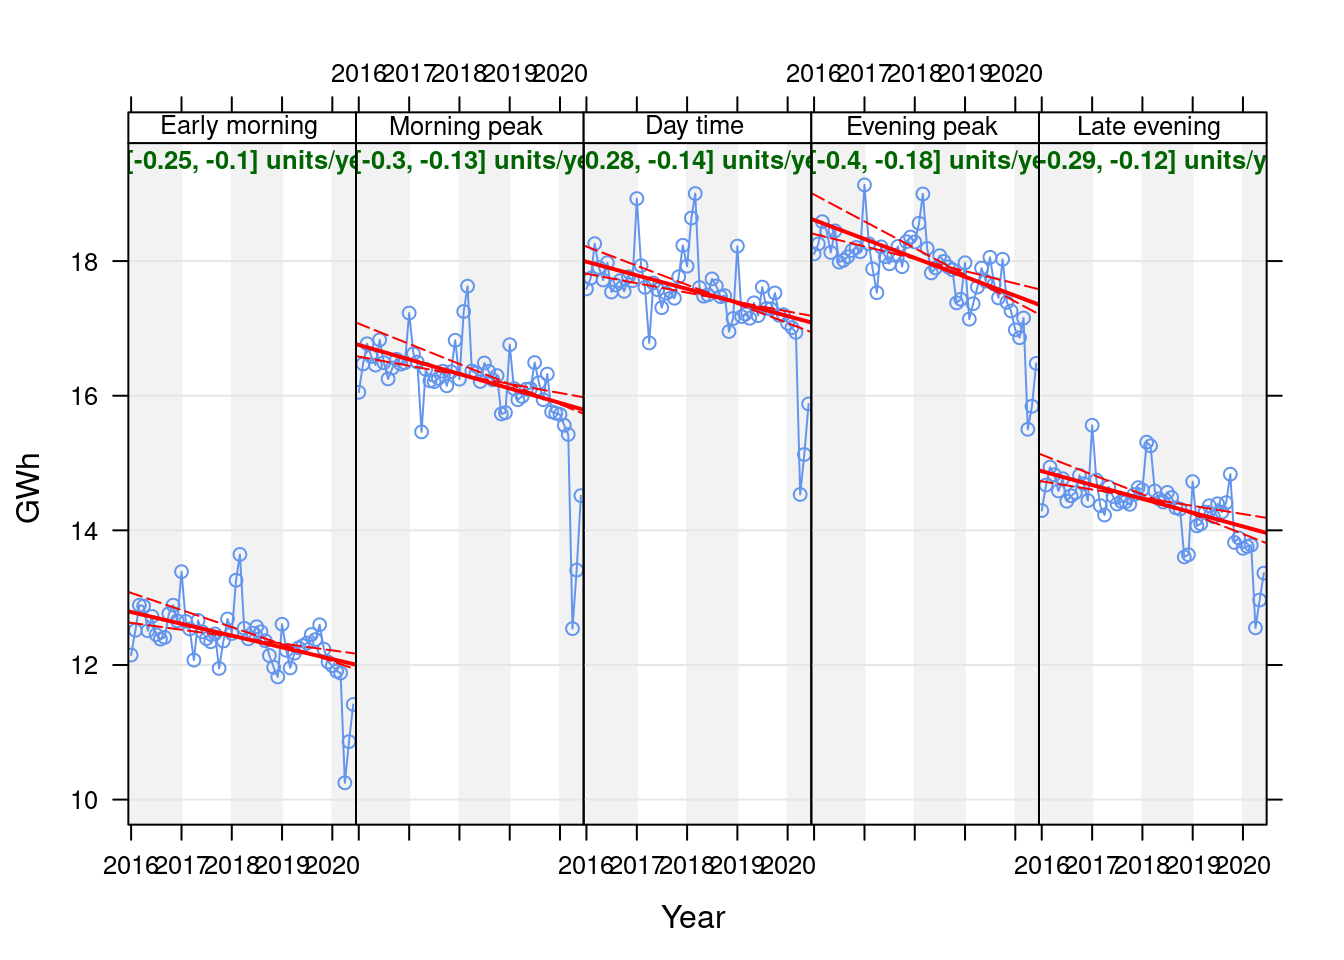 2016 2017 2018 2019 2020 2016 2017 2018 2019 2020
Early morning Morning peak Day time Evening peak Late evening
[-0.25, -0.1] units/ye [-0.3, -0.13] units/ye 0.28, -0.14] units/ye [-0.4, -0.18] units/ye -0.29, -0.12] units/y
18
16
14
12
10
GWh
2016 2017 2018 2019 2020 2016 2017 2018 2019 2020 2016 2017 2018 2019 2020
Year